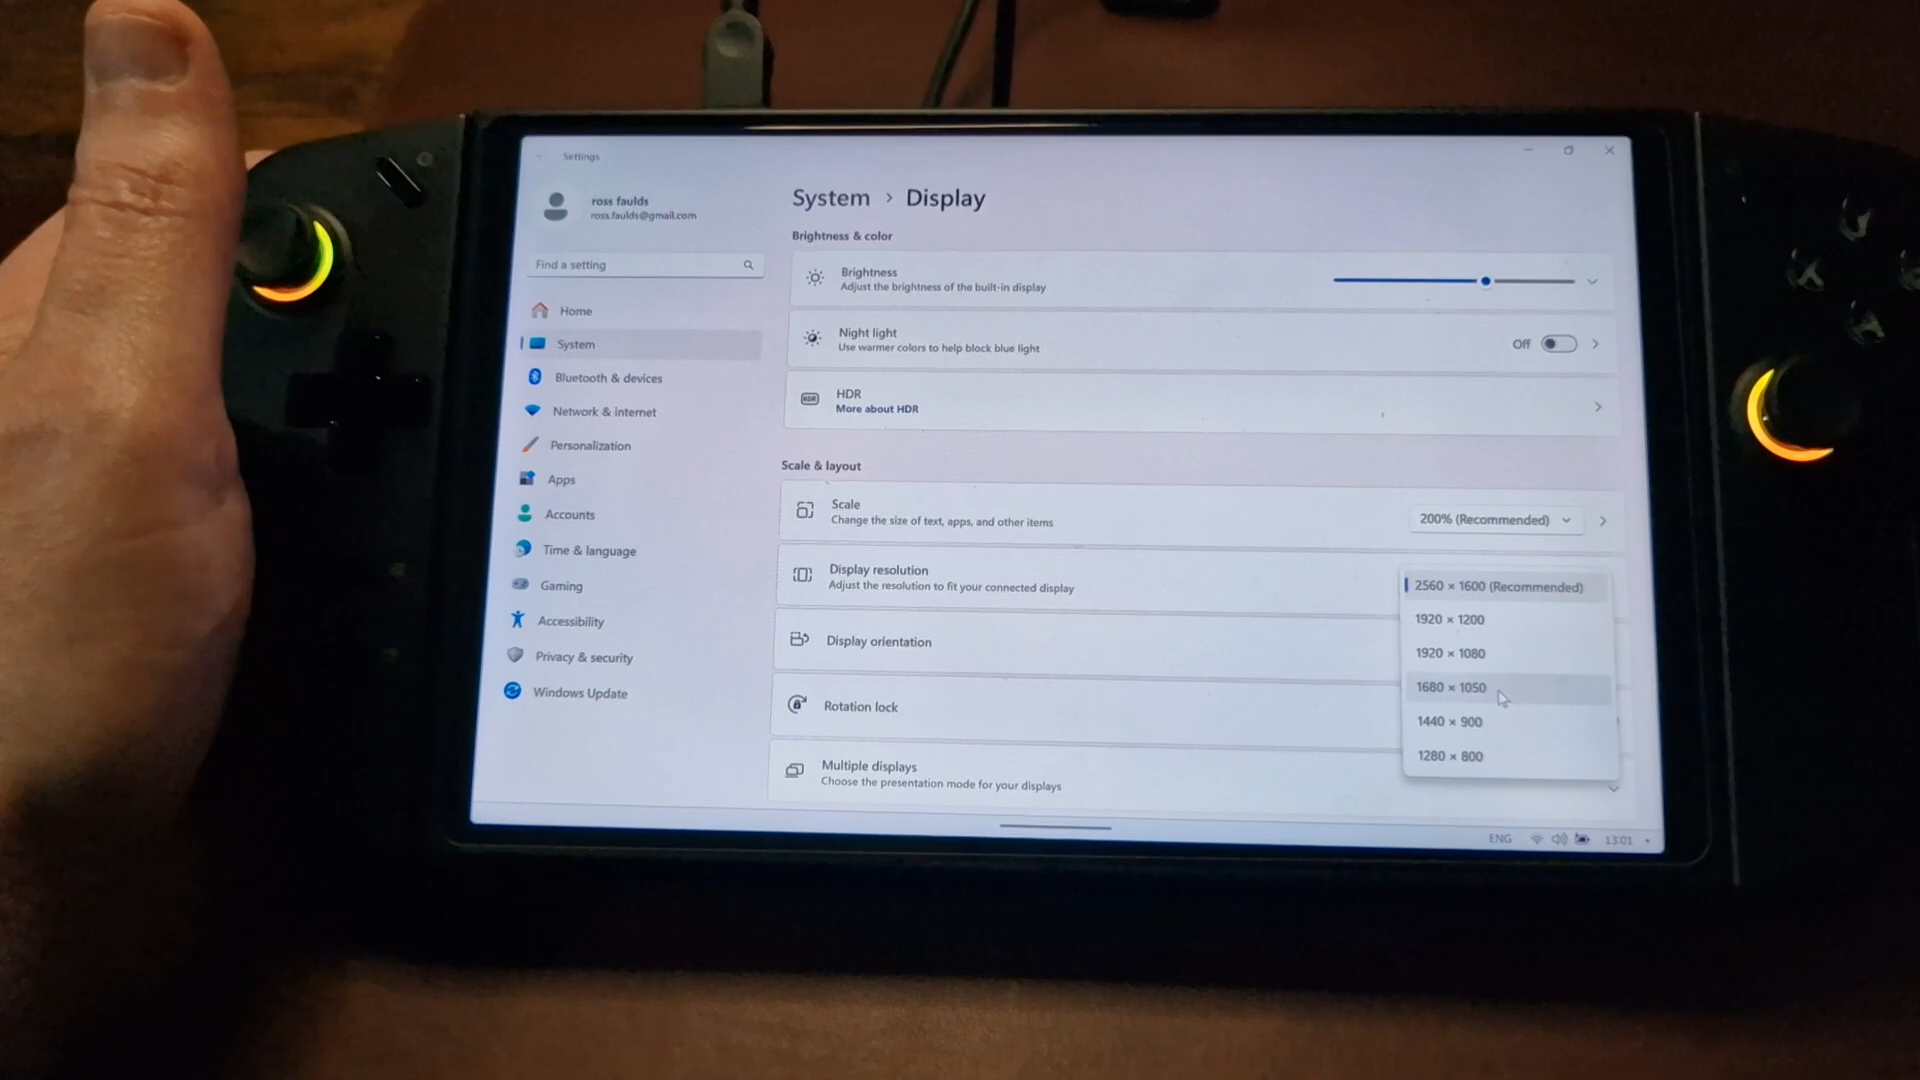 Settings
ross faulds
ross.faulds@gmail.com
Find a setting
Home
System
Bluetooth & devices
Network & internet
Personalization
Apps
Accounts
Time & language
Gaming
Accessibility
Privacy & security
Windows Update
System › Display
Brightness & color
Brightness
Adjust the brightness of the built-in display
Night light
Use warmer colors to help block blue light
Off
HDR
HDR
More about HDR
Scale & layout
Scale
Change the size of text, apps, and other items
200% (Recommended)
Display resolution
Adjust the resolution to fit your connected display
2560 × 1600 (Recommended)
1920 × 1200
1920 × 1080
1680 × 1050
1440 × 900
1280 × 800
Display orientation
Rotation lock
Multiple displays
Choose the presentation mode for your displays
ENG
13:01